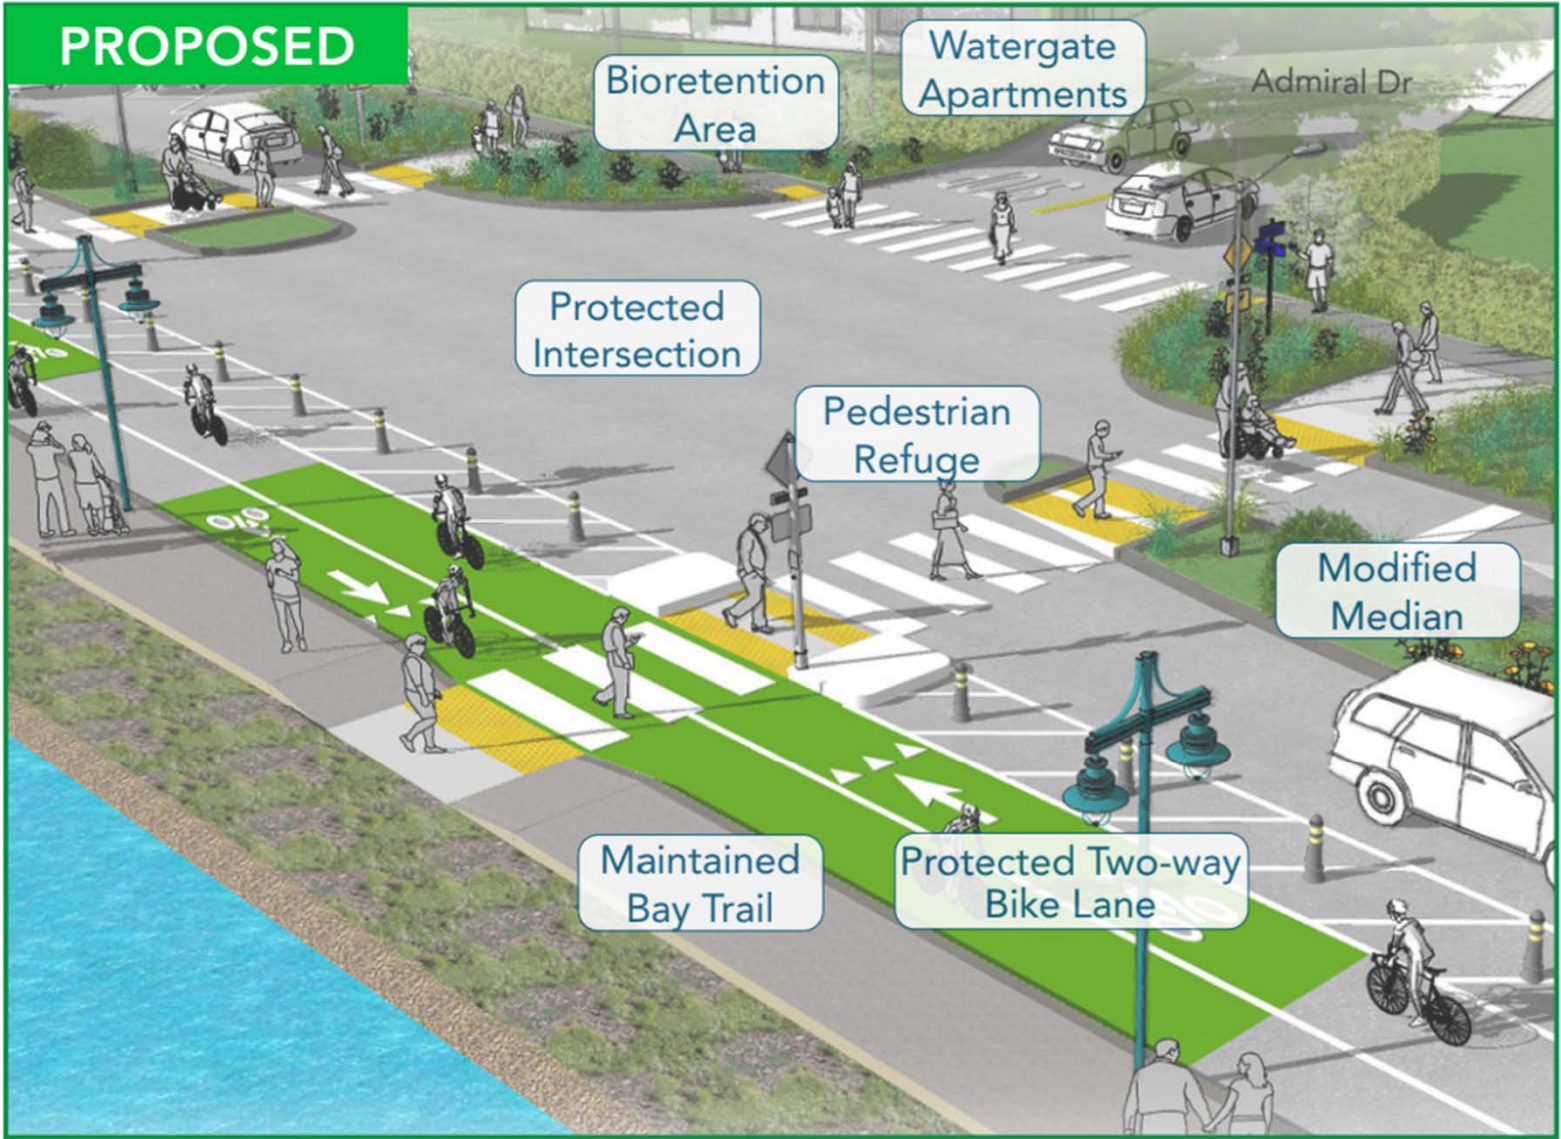 PROPOSED
Watergate
Apartments
Bioretention
Area
Admiral Dr
Protected
Intersection
Pedestrian
Refuge
Modified
Median
Maintained
Bay Trail
Protected Two-way
Bike Lane